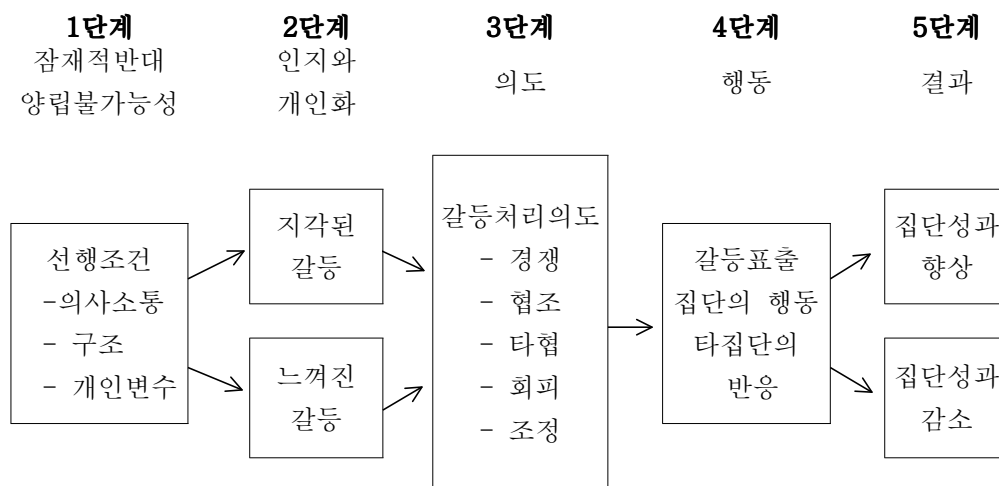 1단계
잠재적반대
양립불가능성
2단계
인지와
개인화
3단계
의도
4단계
행동
5단계
결과
선행조건
-의사소통
- 구조
- 개인변수
지각된
갈등
느껴진
갈등
갈등처리의도
- 경쟁
- 협조
- 타협
- 회피
- 조정
갈등표출
집단의 행동
타집단의
반응
집단성과
향상
집단성과
감소